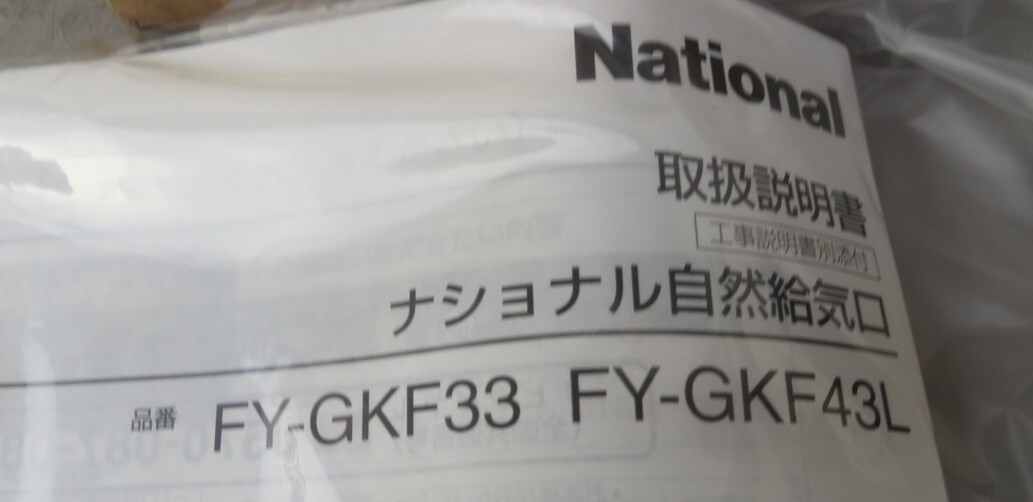 National
取扱説明書
工事説明書別添付
ナショナル自然給気口
品番 FY-GKF33 FY-GKF43L